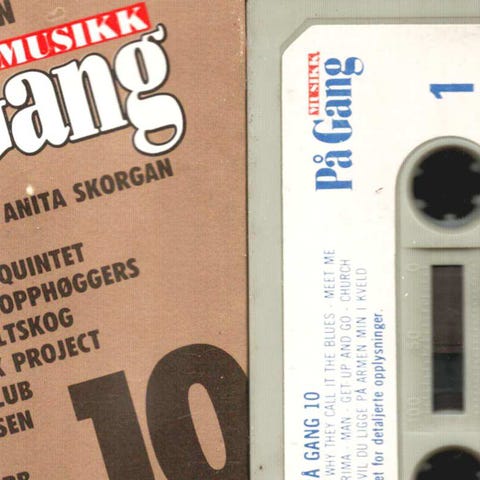 N
MUSIKK
Gang
ANITA SKORGAN
QUINTET
OPPHØGGERS
LTSKOG
K PROJECT
LUB
SEN
10
MUSIKK
På Gang
1
Å GANG 10
WHY THEY CALL IT THE BLUES · MEET ME
RIMA · MAN · GET UP AND GO · CHURCH
VIL DU LIGGE PÅ ARMEN MIN I KVELD
et for detaljerte opplysninger.